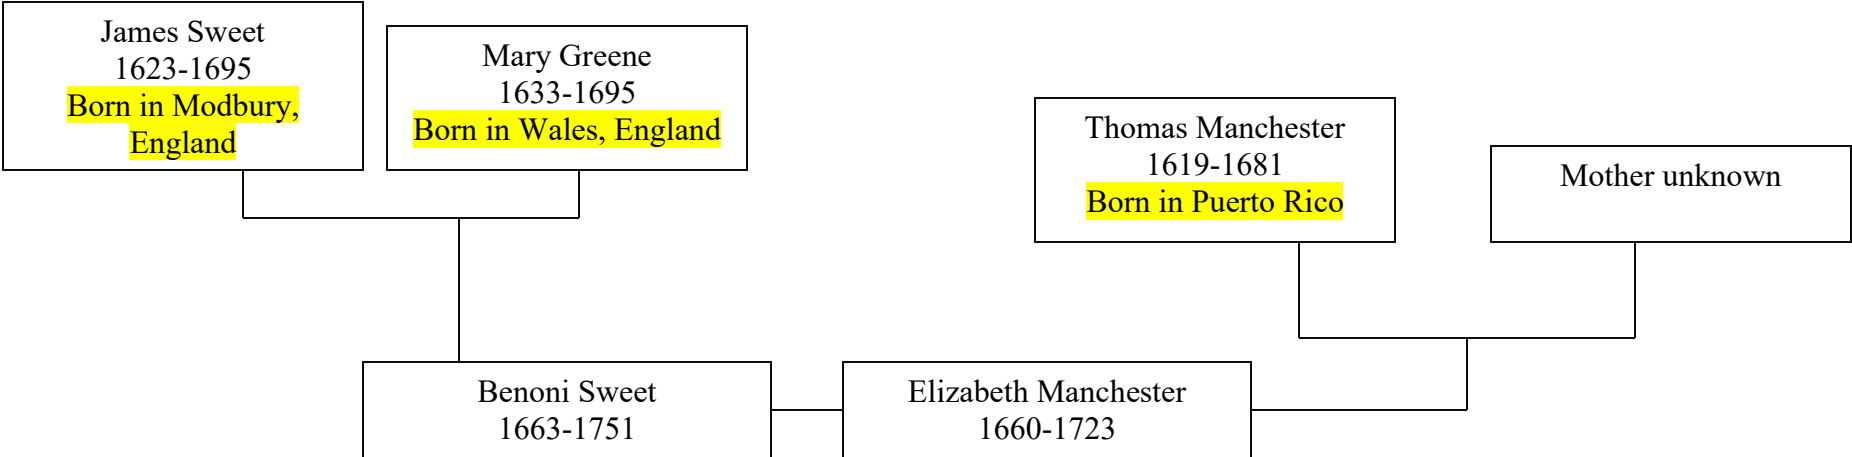 James Sweet
1623-1695
Born in Modbury,
England
Mary Greene
1633-1695
Born in Wales, England
Thomas Manchester
1619-1681
Born in Puerto Rico
Mother unknown
Benoni Sweet
1663-1751
Elizabeth Manchester
1660-1723